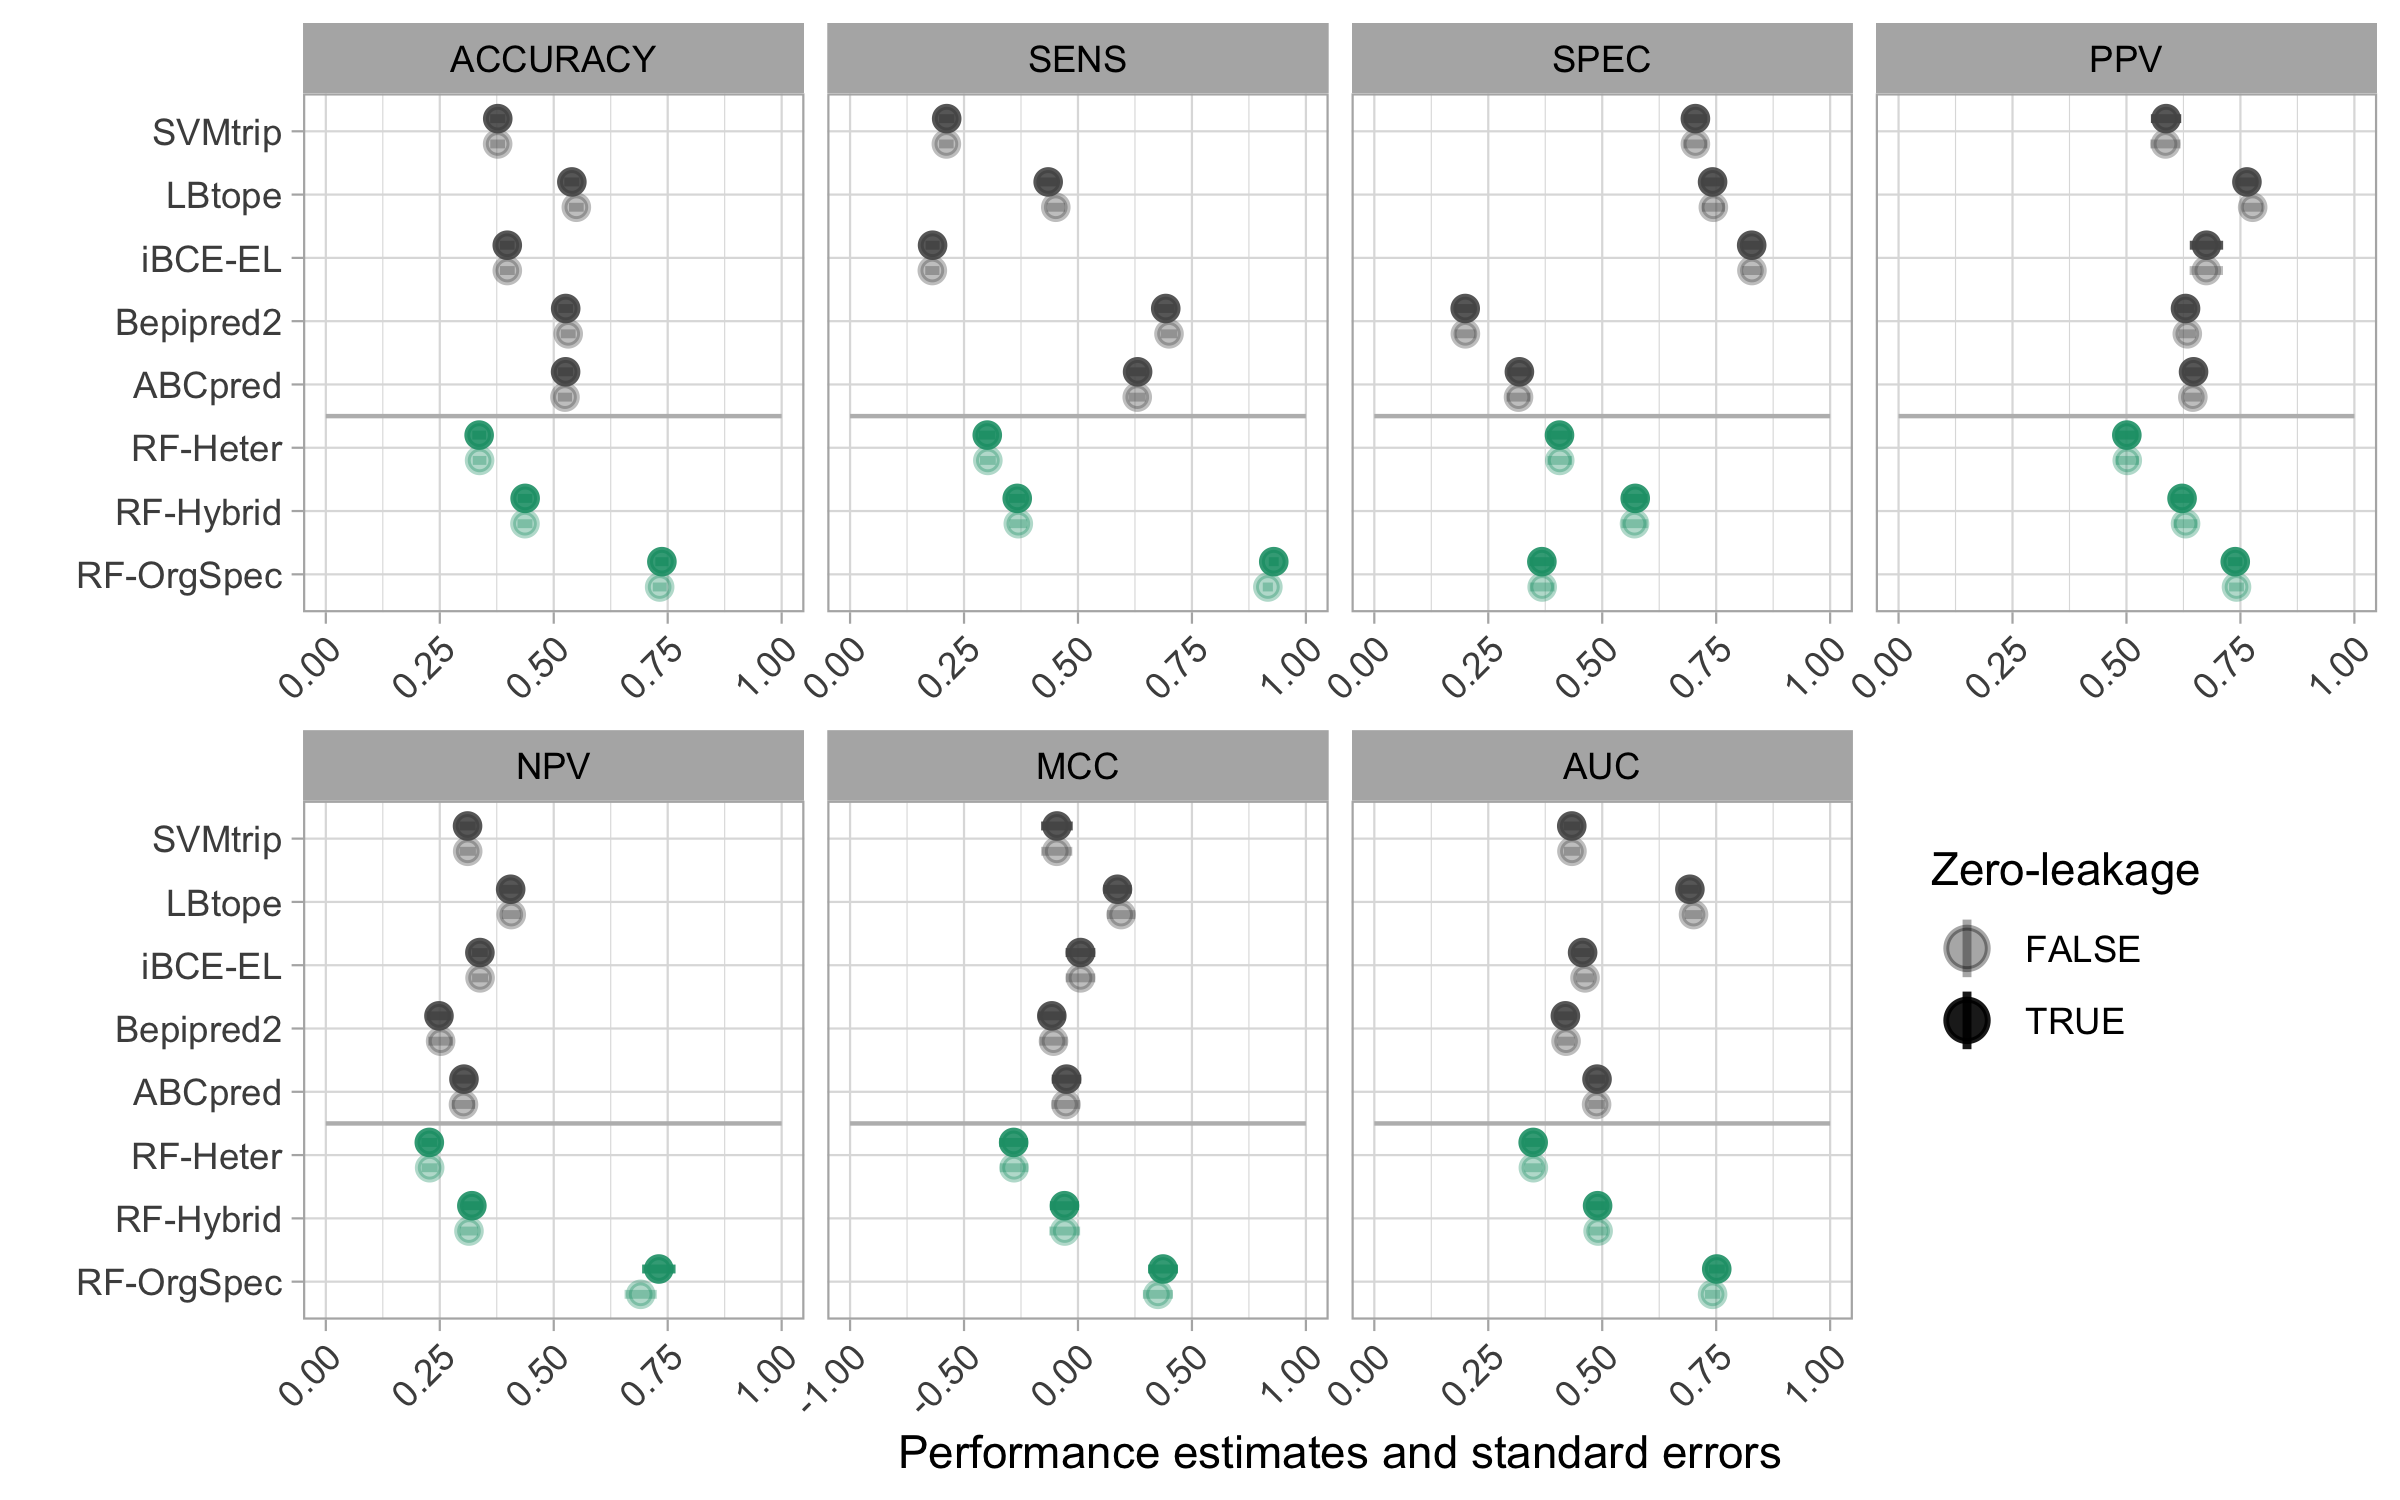 ACCURACY SENS SPEC PPV
SVMtrip
LBtope
iBCE-EL
Bepipred2
ABCpred
RF-Heter
RF-Hybrid
RF-OrgSpec
0.00 0.25 0.50 0.75 1.00 0.00 0.25 0.50 0.75 1.00 0.00 0.25 0.50 0.75 1.00 0.00 0.25 0.50 0.75 1.00
NPV MCC AUC
SVMtrip
LBtope
iBCE-EL
Bepipred2
ABCpred
RF-Heter
RF-Hybrid
RF-OrgSpec
0.00 0.25 0.50 0.75 1.00 -1.00 -0.50 0.00 0.50 1.00 0.00 0.25 0.50 0.75 1.00
Performance estimates and standard errors
Zero-leakage
FALSE
TRUE